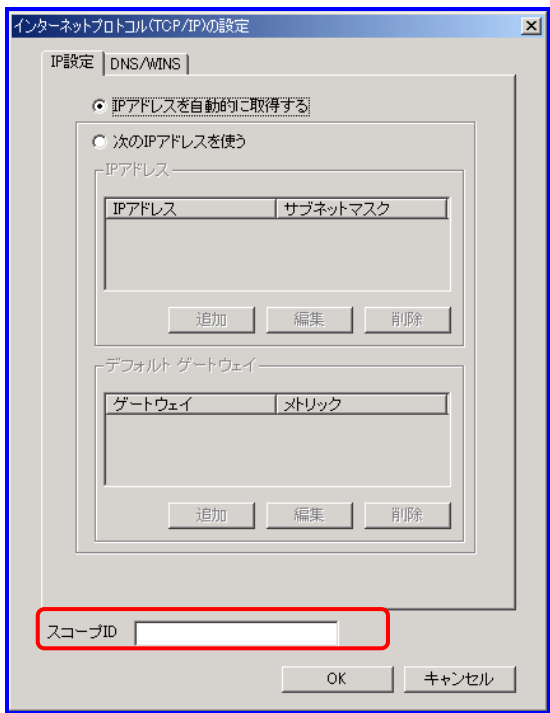 インターネットプロトコル(TCP/IP)の設定
IP設定 DNS/WINS
IPアドレスを自動的に取得する
次のIPアドレスを使う
IPアドレス
IPアドレス サブネットマスク
追加 編集 削除
デフォルト ゲートウェイ
ゲートウェイ メトリック
追加 編集 削除
スコープID
OK キャンセル